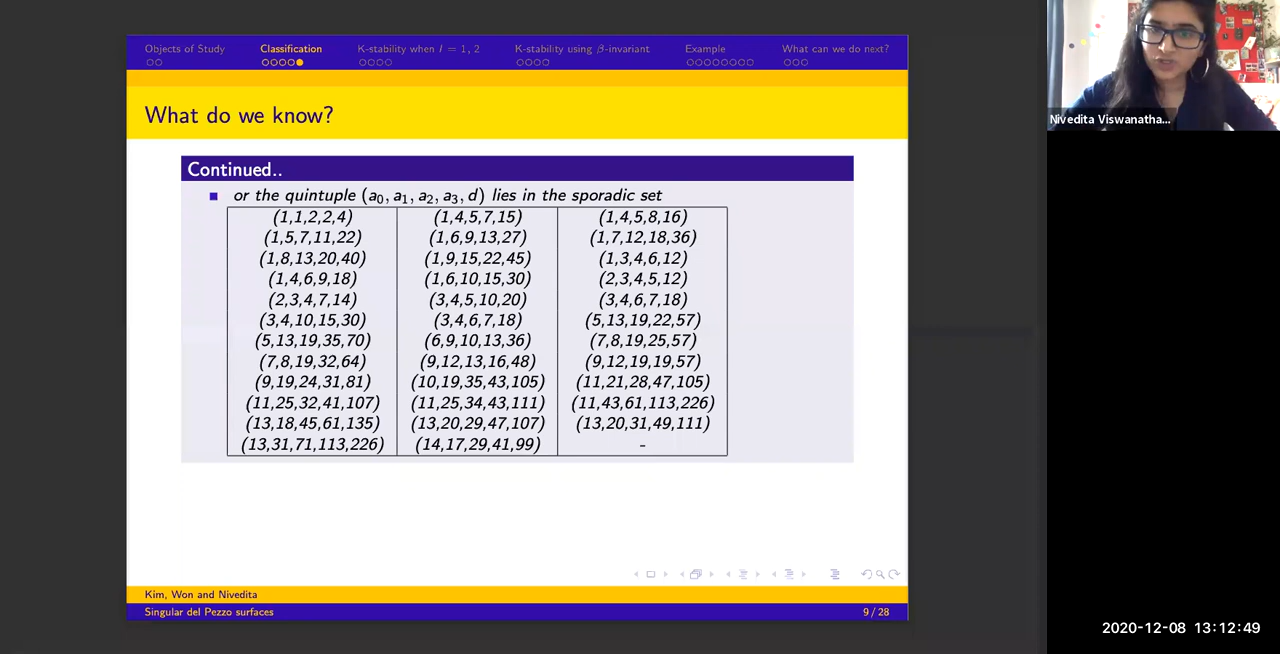 Objects of Study Classification K-stability when I = 1, 2 K-stability using β-invariant Example What can we do next?
What do we know?
Continued..
or the quintuple (a₀, a₁, a₂, a₃, d) lies in the sporadic set
(1,1,2,2,4) (1,4,5,7,15) (1,4,5,8,16)
(1,5,7,11,22) (1,6,9,13,27) (1,7,12,18,36)
(1,8,13,20,40) (1,9,15,22,45) (1,3,4,6,12)
(1,4,6,9,18) (1,6,10,15,30) (2,3,4,5,12)
(2,3,4,7,14) (3,4,5,10,20) (3,4,6,7,18)
(3,4,10,15,30) (3,4,6,7,18) (5,13,19,22,57)
(5,13,19,35,70) (6,9,10,13,36) (7,8,19,25,57)
(7,8,19,32,64) (9,12,13,16,48) (9,12,19,19,57)
(9,19,24,31,81) (10,19,35,43,105) (11,21,28,47,105)
(11,25,32,41,107) (11,25,34,43,111) (11,43,61,113,226)
(13,18,45,61,135) (13,20,29,47,107) (13,20,31,49,111)
(13,31,71,113,226) (14,17,29,41,99) -
Kim, Won and Nivedita
Singular del Pezzo surfaces 9 / 28
Nivedita Viswanatha...
2020-12-08 13:12:49